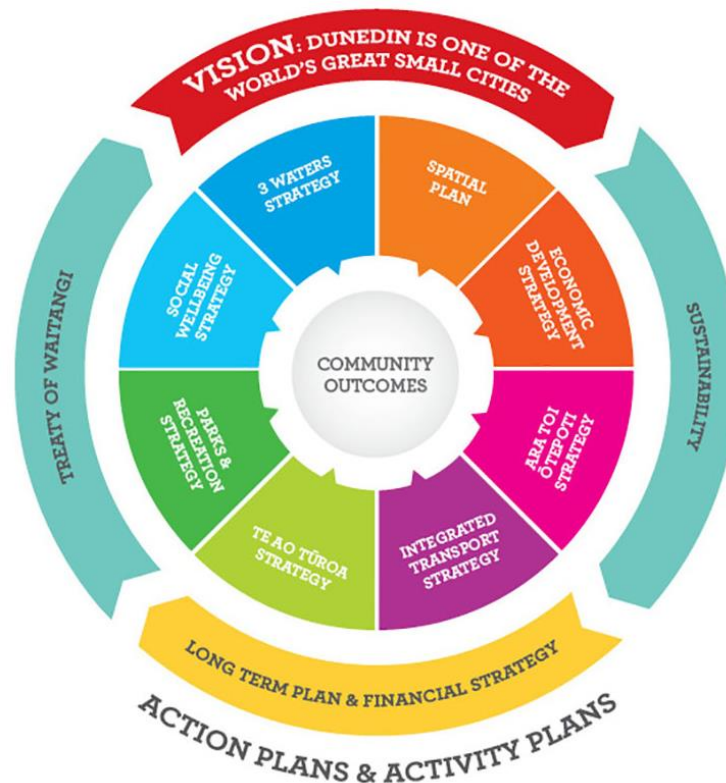 VISION: DUNEDIN IS ONE OF THE
WORLD'S GREAT SMALL CITIES
3 WATERS
STRATEGY
SPATIAL
PLAN
ECONOMIC
DEVELOPMENT
STRATEGY
ARA TOI
ŌTEPOTI
STRATEGY
INTEGRATED
TRANSPORT
STRATEGY
TE AO TŪROA
STRATEGY
PARKS &
RECREATION
STRATEGY
SOCIAL
WELLBEING
STRATEGY
COMMUNITY
OUTCOMES
TREATY OF WAITANGI
SUSTAINABILITY
LONG TERM PLAN & FINANCIAL STRATEGY
ACTION PLANS & ACTIVITY PLANS